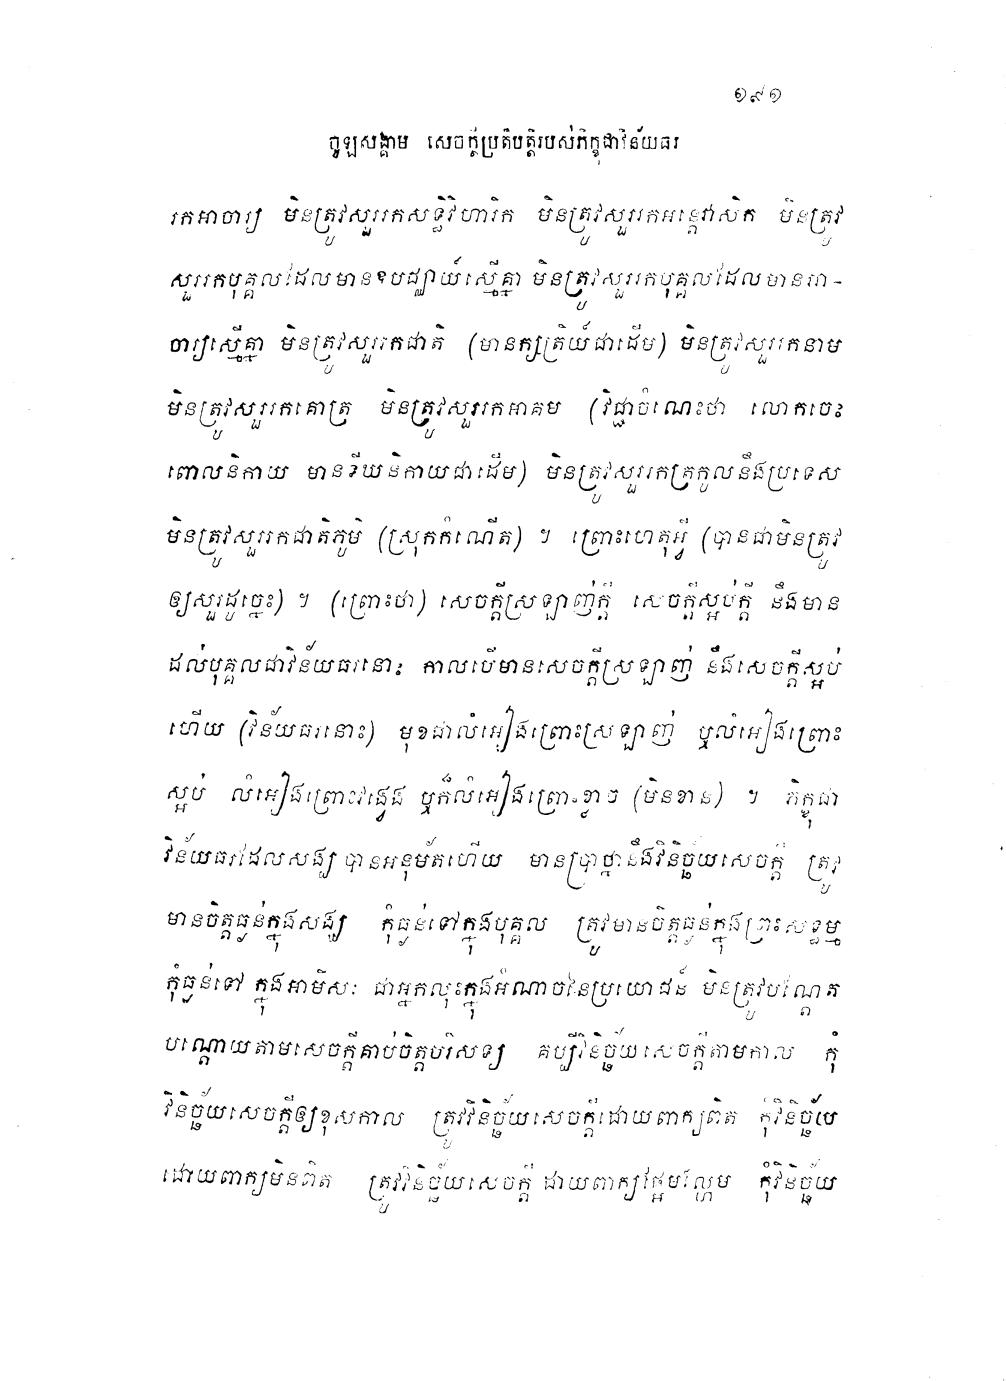 ១៩១
ចូឡសង្គាម សេចក្តីប្រតិបត្តិរបស់ភិក្ខុជាវិន័យធរ
រកអាចារ្យ មិនត្រូវសួររកសទ្ធិវិហារិក មិនត្រូវសួររកអន្តេវាសិក មិនត្រូវ
សួររកបុគ្គលដែលមានឧបជ្ឈាយ៍ស្មើគ្នា មិនត្រូវសួររកបុគ្គលដែលមានអា-
ចារ្យស្មើគ្នា មិនត្រូវសួររកជាតិ (មានក្សត្រិយ៍ជាដើម) មិនត្រូវសួររកនាម
មិនត្រូវសួររកគោត្រ មិនត្រូវសួររកអាគម (វិជ្ជាចំណេះថា លោកចេះ
ពោលនិកាយ មានទីឃនិកាយជាដើម) មិនត្រូវសួររកត្រកូលនឹងប្រទេស
មិនត្រូវសួររកជាតិភូមិ (ស្រុកកំណើត) ។ ព្រោះហេតុអ្វី (បានជាមិនត្រូវ
ឲ្យសួរដូច្នេះ) ។ (ព្រោះថា) សេចក្តីស្រឡាញ់ក្តី សេចក្តីស្អប់ក្តី នឹងមាន
ដល់បុគ្គលជាវិន័យធរនោះ កាលបើមានសេចក្តីស្រឡាញ់ នឹងសេចក្តីស្អប់
ហើយ (វិន័យធរនោះ) មុខជាលំអៀងព្រោះស្រឡាញ់ ឬលំអៀងព្រោះ
ស្អប់ លំអៀងព្រោះវង្វេង ឬក៏លំអៀងព្រោះខ្លាច (មិនខាន) ។ ភិក្ខុជា
វិន័យធរដែលសង្ឃ បានអនុម័តហើយ មានប្រាថ្នានឹងវិនិច្ឆ័យសេចក្តី ត្រូវ
មានចិត្តធ្ងន់ក្នុងសង្ឃ កុំធ្ងន់ទៅក្នុងបុគ្គល ត្រូវមានចិត្តធ្ងន់ក្នុងព្រះសទ្ធម្ម
កុំធ្ងន់ទៅ ក្នុងអាមិសៈ ជាអ្នកលុះក្នុងអំណាចនៃប្រយោជន៍ មិនត្រូវបណ្តែត
បណ្តោយតាមសេចក្តីគាប់ចិត្តបរិសទ្យ គប្បីវិនិច្ឆ័យសេចក្តីតាមកាល កុំ
វិនិច្ឆ័យសេចក្តីឲ្យខុសកាល ត្រូវវិនិច្ឆ័យសេចក្តីដោយពាក្យពិត កុំវិនិច្ឆ័យ
ដោយពាក្យមិនពិត ត្រូវវិនិច្ឆ័យសេចក្តី ដោយពាក្យផ្អែមល្ហែម កុំវិនិច្ឆ័យ